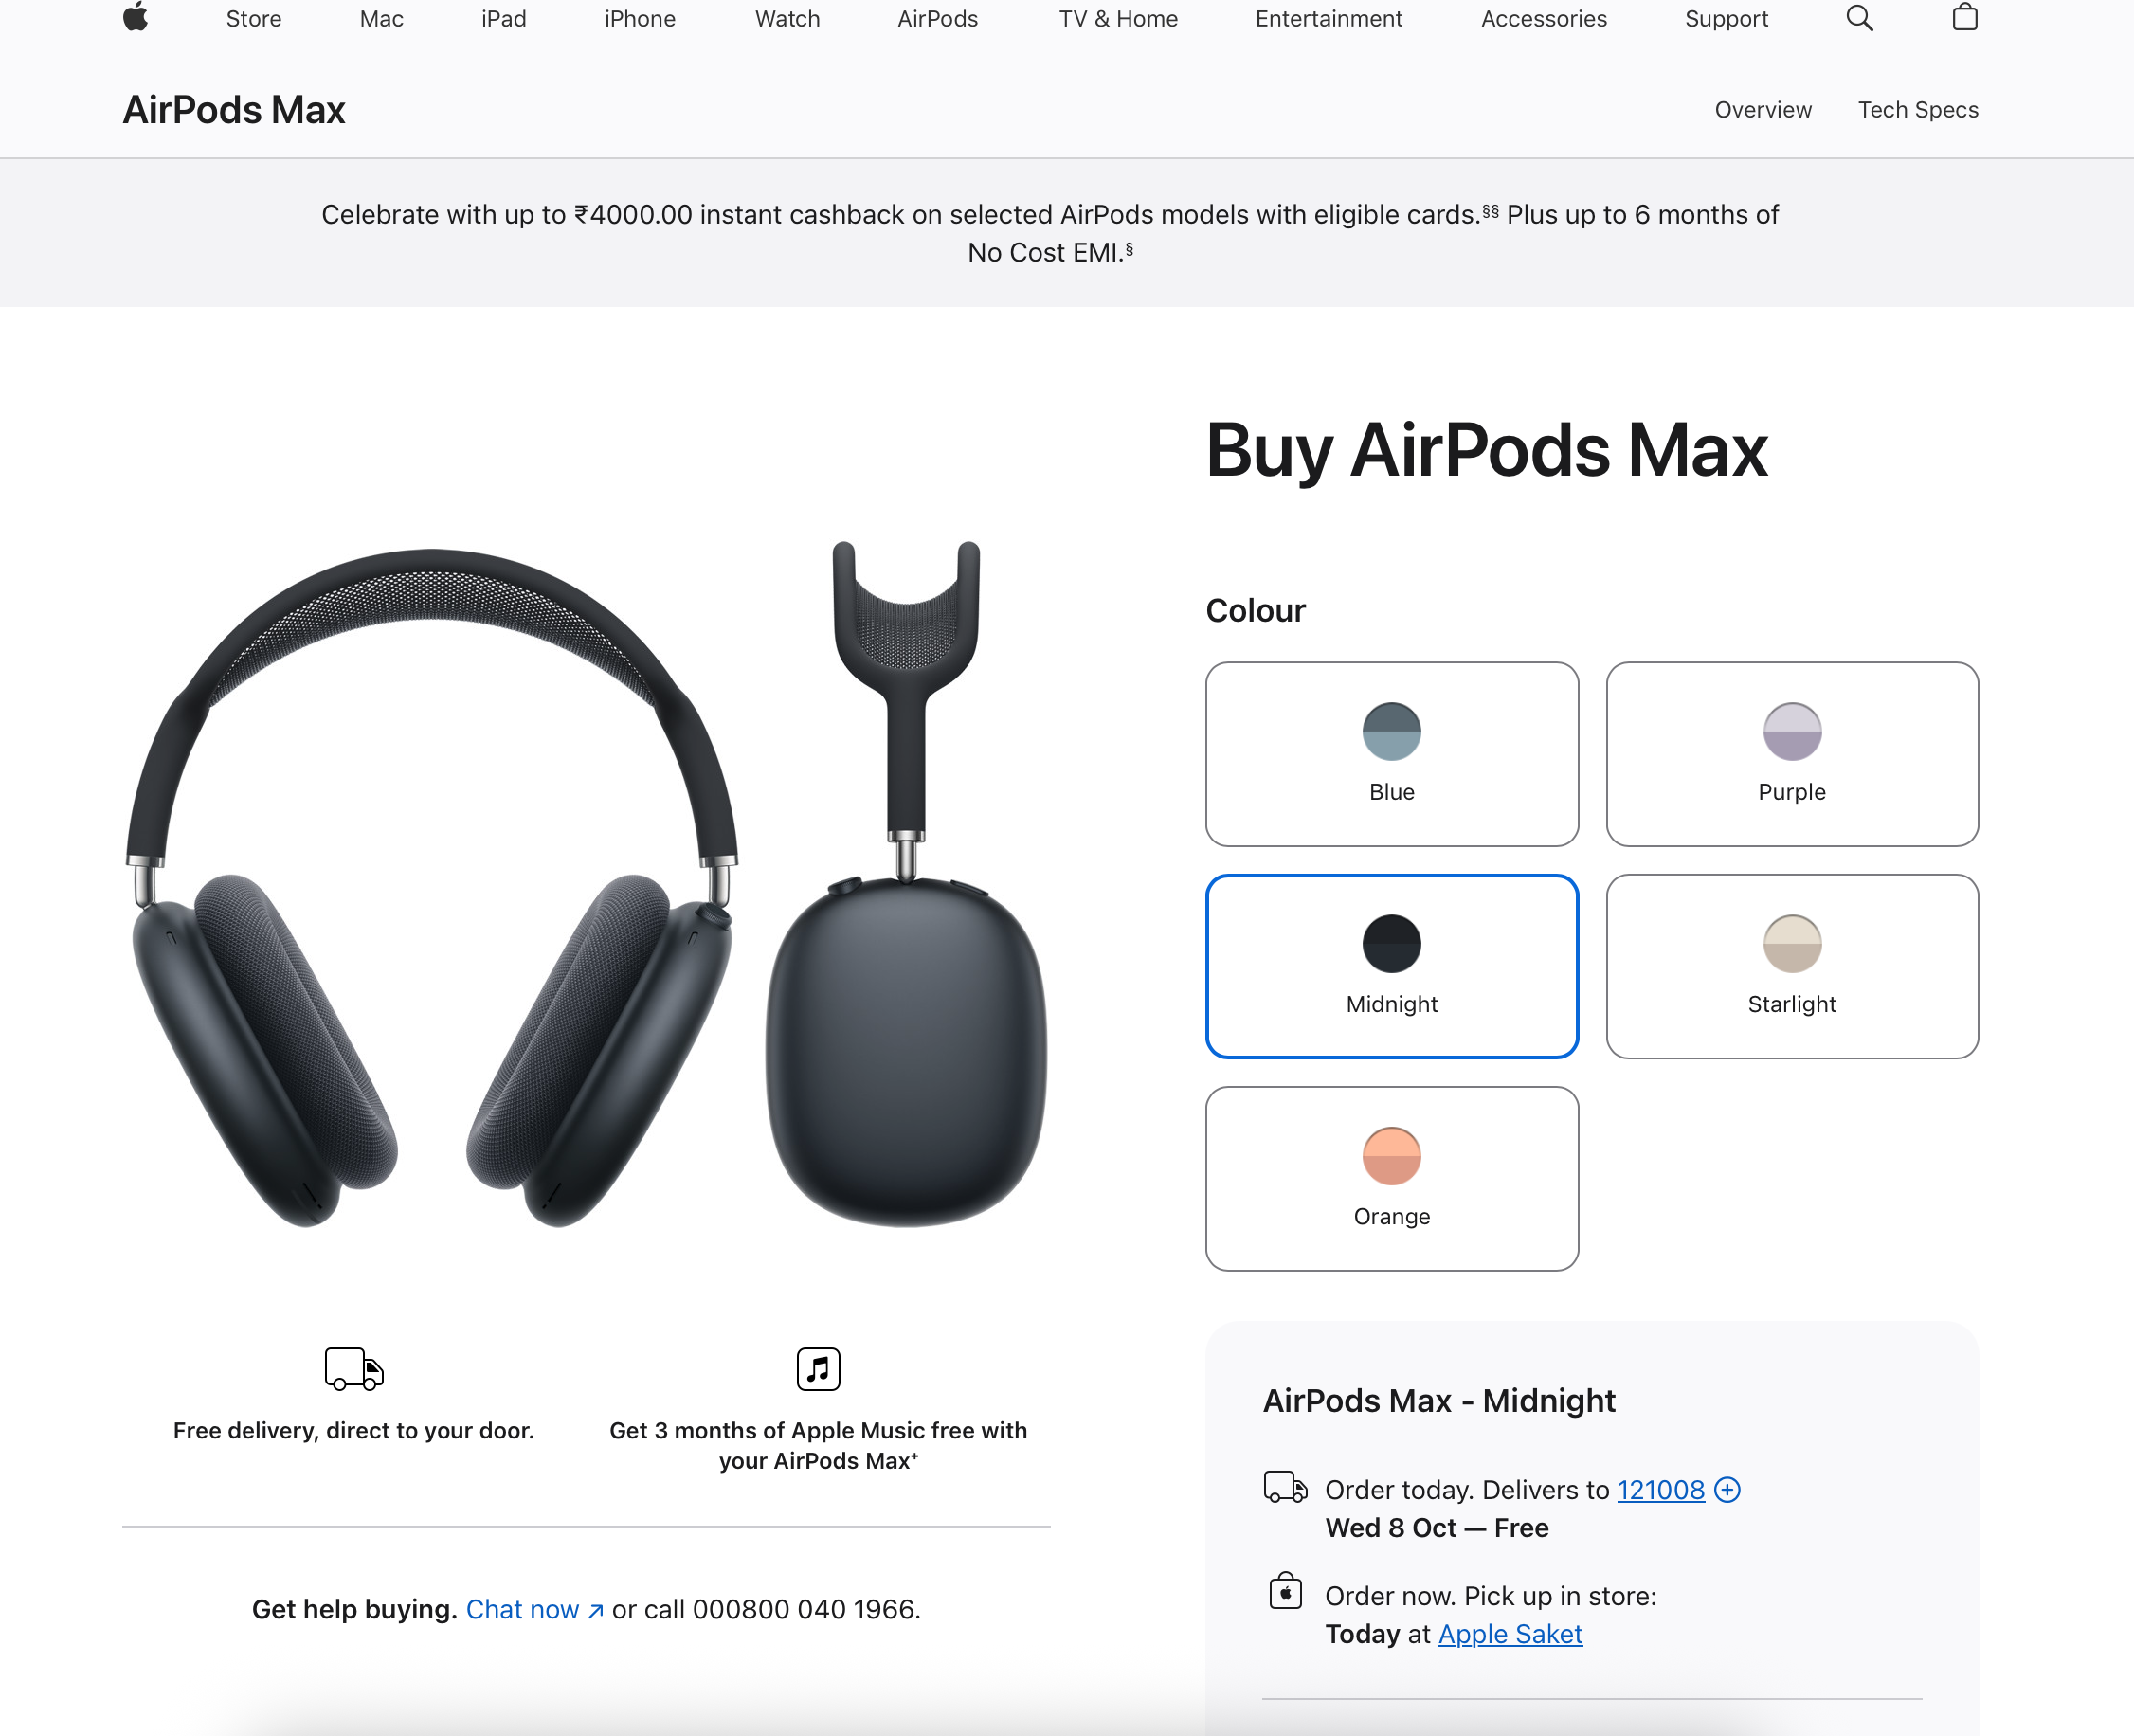 Store Mac iPad iPhone Watch AirPods TV & Home Entertainment Accessories Support
AirPods Max
Overview Tech Specs
Celebrate with up to ₹4000.00 instant cashback on selected AirPods models with eligible cards.§§ Plus up to 6 months of
No Cost EMI.§
Buy AirPods Max
Colour
Blue
Purple
Midnight
Starlight
Orange
Free delivery, direct to your door.
Get 3 months of Apple Music free with
your AirPods Max⁺
Get help buying. Chat now ↗ or call 000800 040 1966.
AirPods Max - Midnight
Order today. Delivers to 121008
Wed 8 Oct — Free
Order now. Pick up in store:
Today at Apple Saket